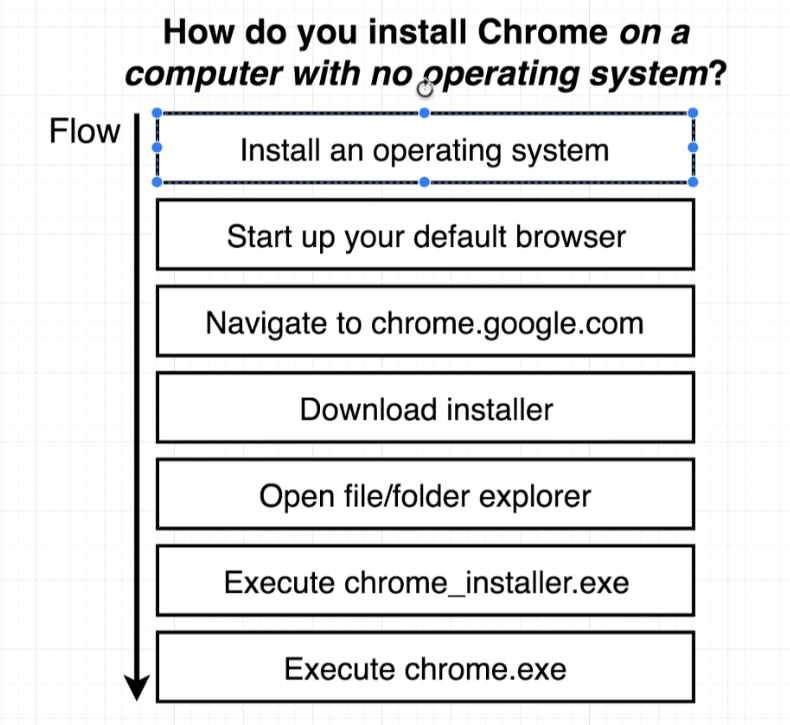 How do you install Chrome on a
computer with no operating system?
Flow
Install an operating system
Start up your default browser
Navigate to chrome.google.com
Download installer
Open file/folder explorer
Execute chrome_installer.exe
Execute chrome.exe